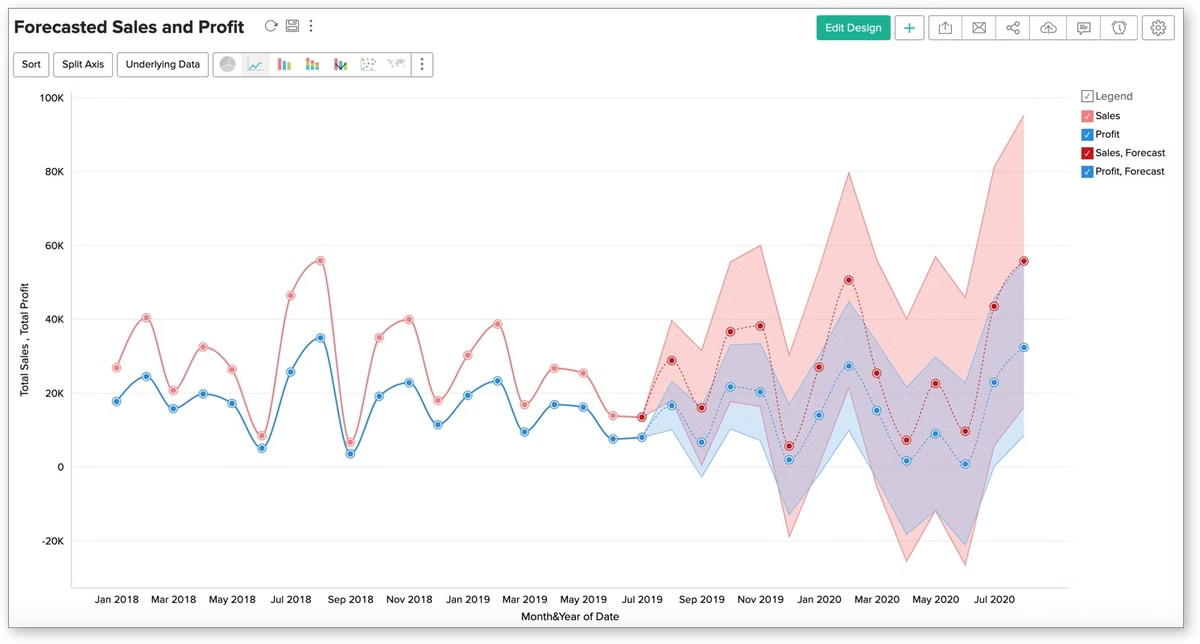 Forecasted Sales and Profit
Edit Design
+
Sort
Split Axis
Underlying Data
Legend
Sales
Profit
Sales, Forecast
Profit, Forecast
100K
80K
60K
40K
20K
0
-20K
Total Sales , Total Profit
Jan 2018 Mar 2018 May 2018 Jul 2018 Sep 2018 Nov 2018 Jan 2019 Mar 2019 May 2019 Jul 2019 Sep 2019 Nov 2019 Jan 2020 Mar 2020 May 2020 Jul 2020
Month&Year of Date